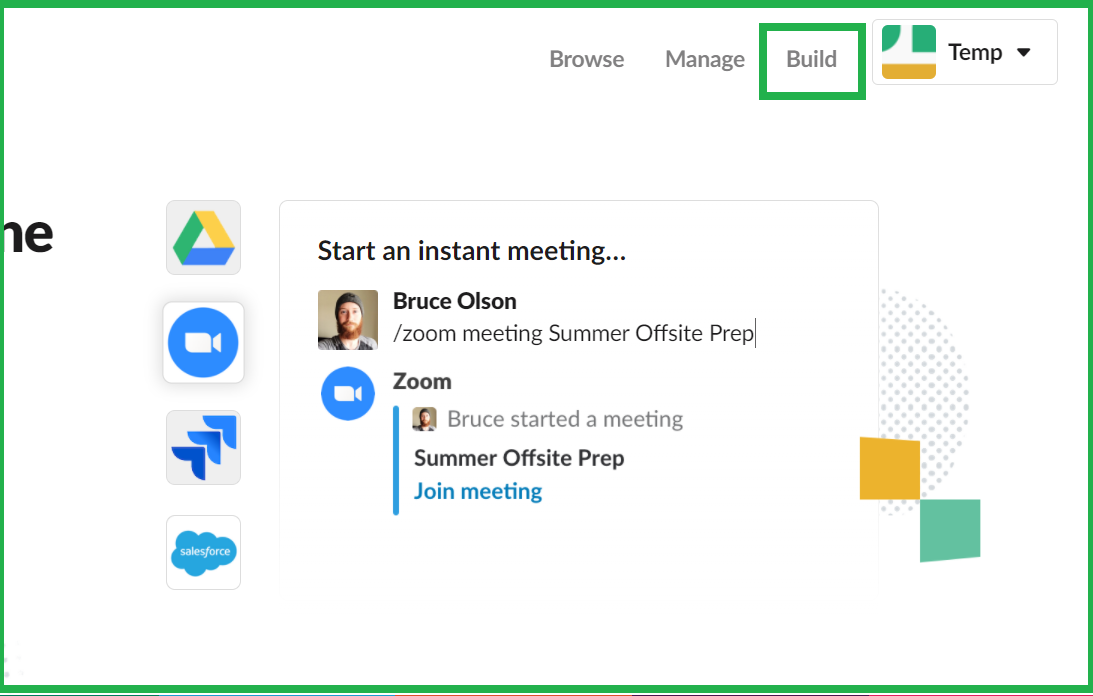 Browse Manage Build Temp
ne
Start an instant meeting...
Bruce Olson
/zoom meeting Summer Offsite Prep
Zoom
Bruce started a meeting
Summer Offsite Prep
Join meeting
salesforce